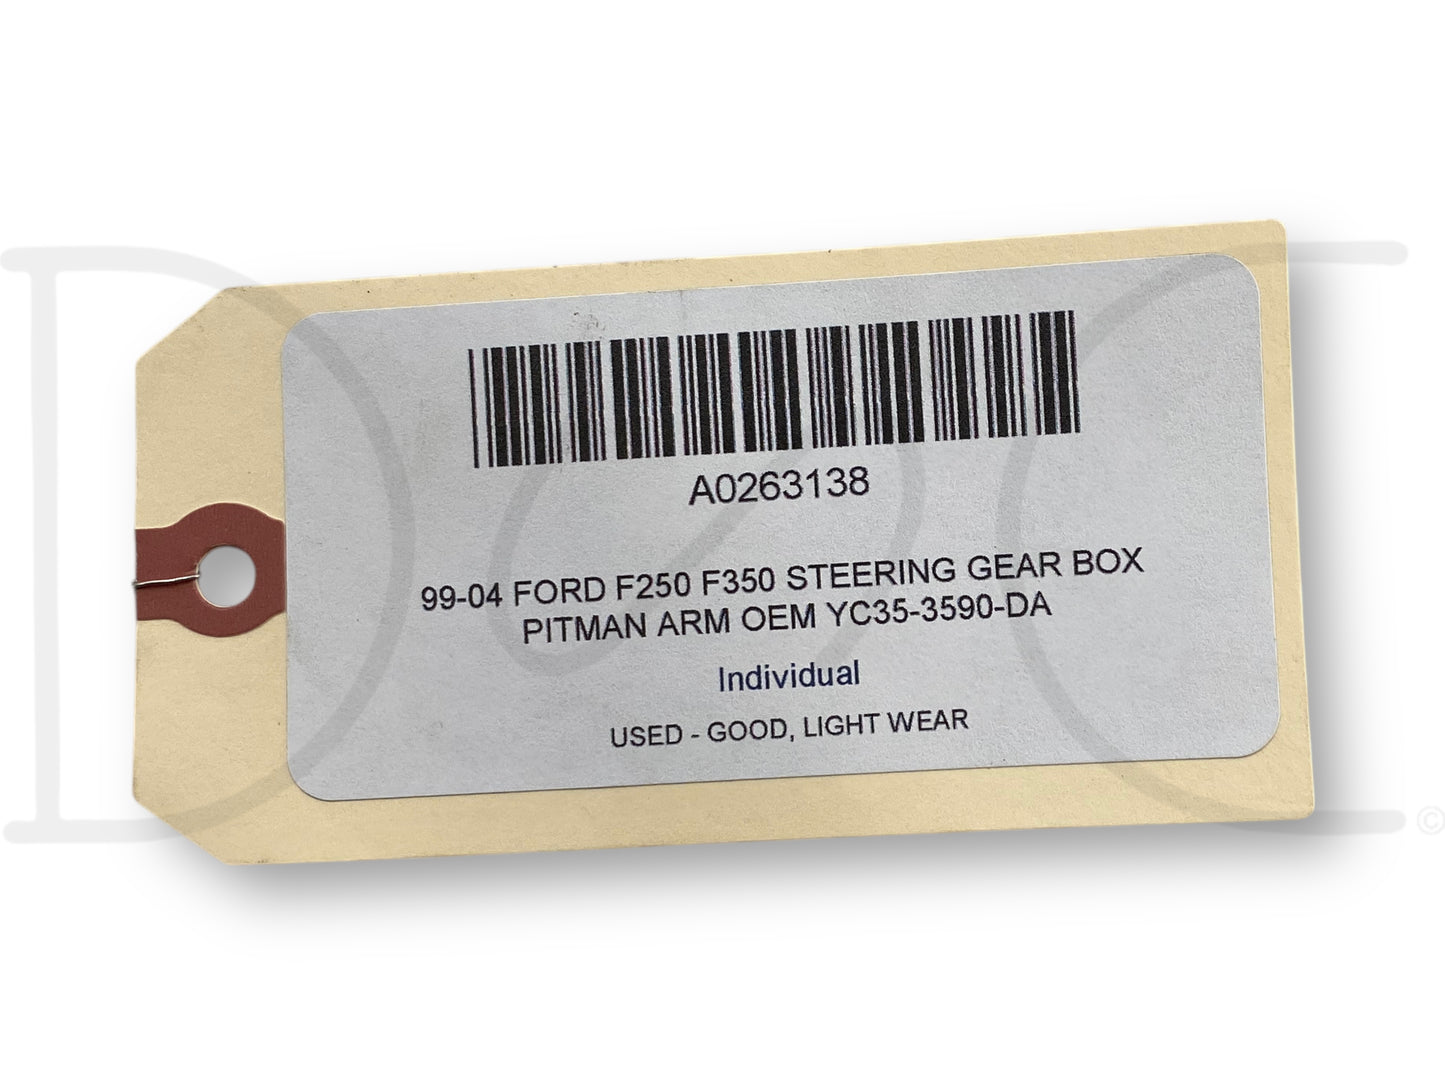 A0263138
99-04 FORD F250 F350 STEERING GEAR BOX
PITMAN ARM OEM YC35-3590-DA
Individual
USED - GOOD, LIGHT WEAR
©